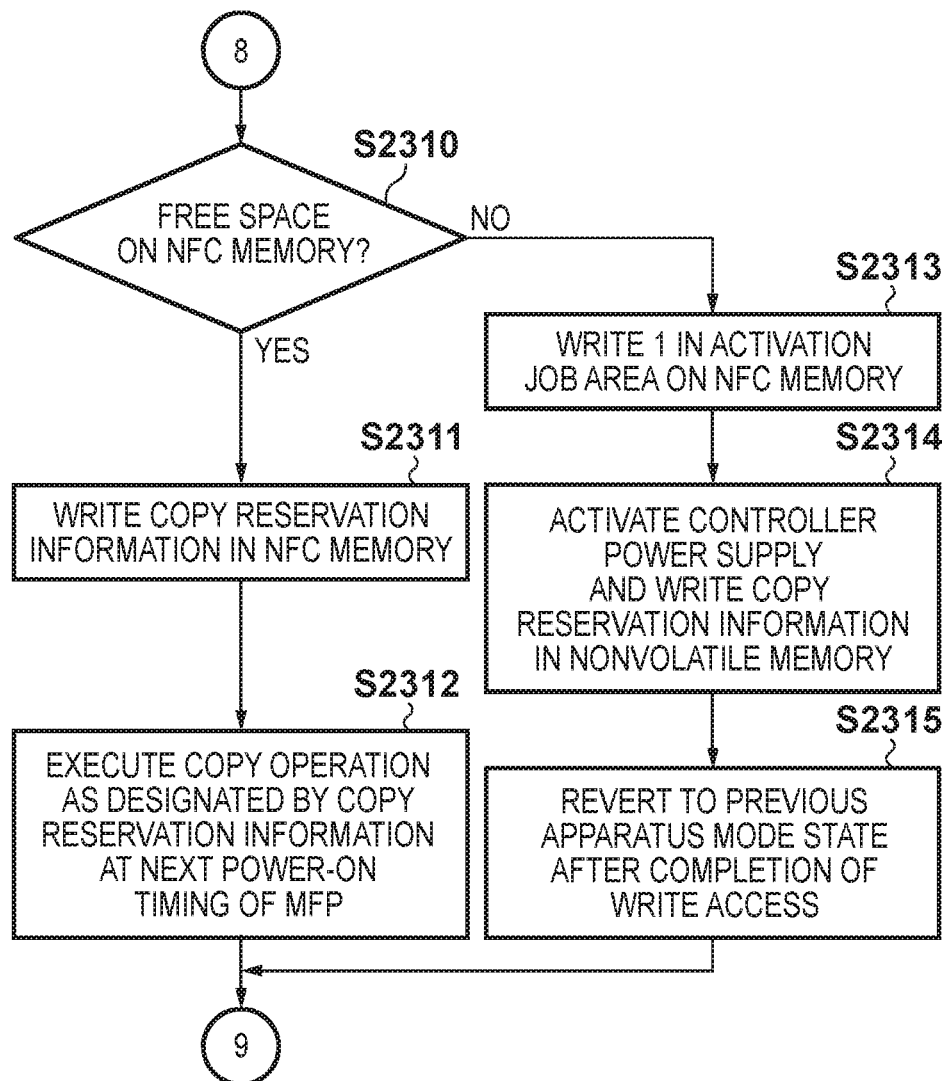 8
S2310
FREE SPACE
ON NFC MEMORY?
NO
YES
S2313
WRITE 1 IN ACTIVATION
JOB AREA ON NFC MEMORY
S2311
WRITE COPY RESERVATION
INFORMATION IN NFC MEMORY
S2314
ACTIVATE CONTROLLER
POWER SUPPLY
AND WRITE COPY
RESERVATION INFORMATION
IN NONVOLATILE MEMORY
S2312
EXECUTE COPY OPERATION
AS DESIGNATED BY COPY
RESERVATION INFORMATION
AT NEXT POWER-ON
TIMING OF MFP
S2315
REVERT TO PREVIOUS
APPARATUS MODE STATE
AFTER COMPLETION OF
WRITE ACCESS
9